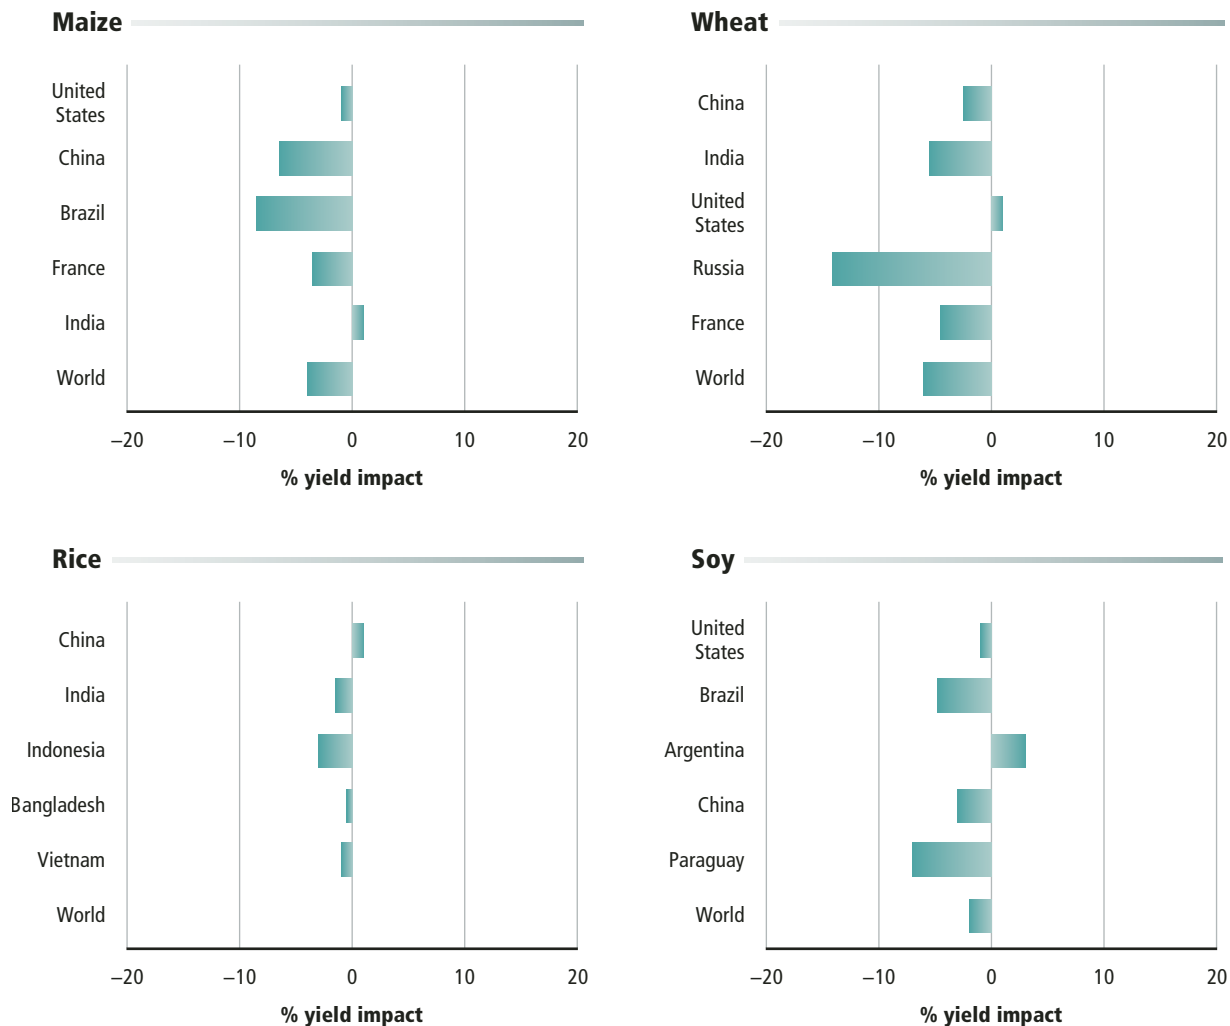 Maize
United
States
China
Brazil
France
India
World
–20 –10 0 10 20
% yield impact
Wheat
China
India
United
States
Russia
France
World
–20 –10 0 10 20
% yield impact
Rice
China
India
Indonesia
Bangladesh
Vietnam
World
–20 –10 0 10 20
% yield impact
Soy
United
States
Brazil
Argentina
China
Paraguay
World
–20 –10 0 10 20
% yield impact